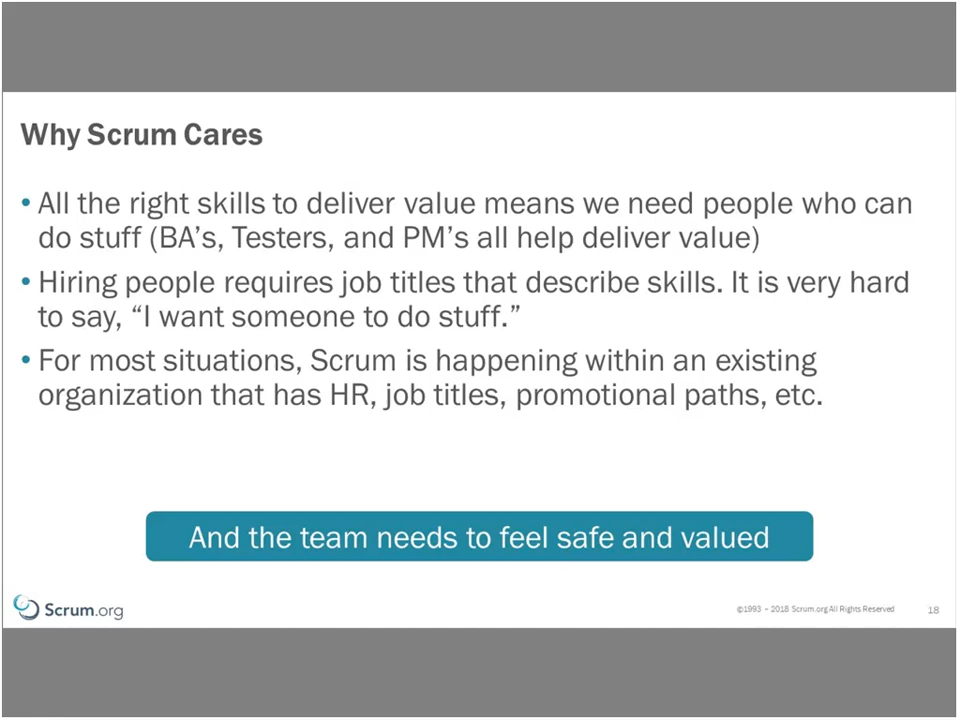 Why Scrum Cares
• All the right skills to deliver value means we need people who can
do stuff (BA’s, Testers, and PM’s all help deliver value)
• Hiring people requires job titles that describe skills. It is very hard
to say, “I want someone to do stuff.”
• For most situations, Scrum is happening within an existing
organization that has HR, job titles, promotional paths, etc.
And the team needs to feel safe and valued
Scrum.org
©1993 – 2018 Scrum.org All Rights Reserved
18